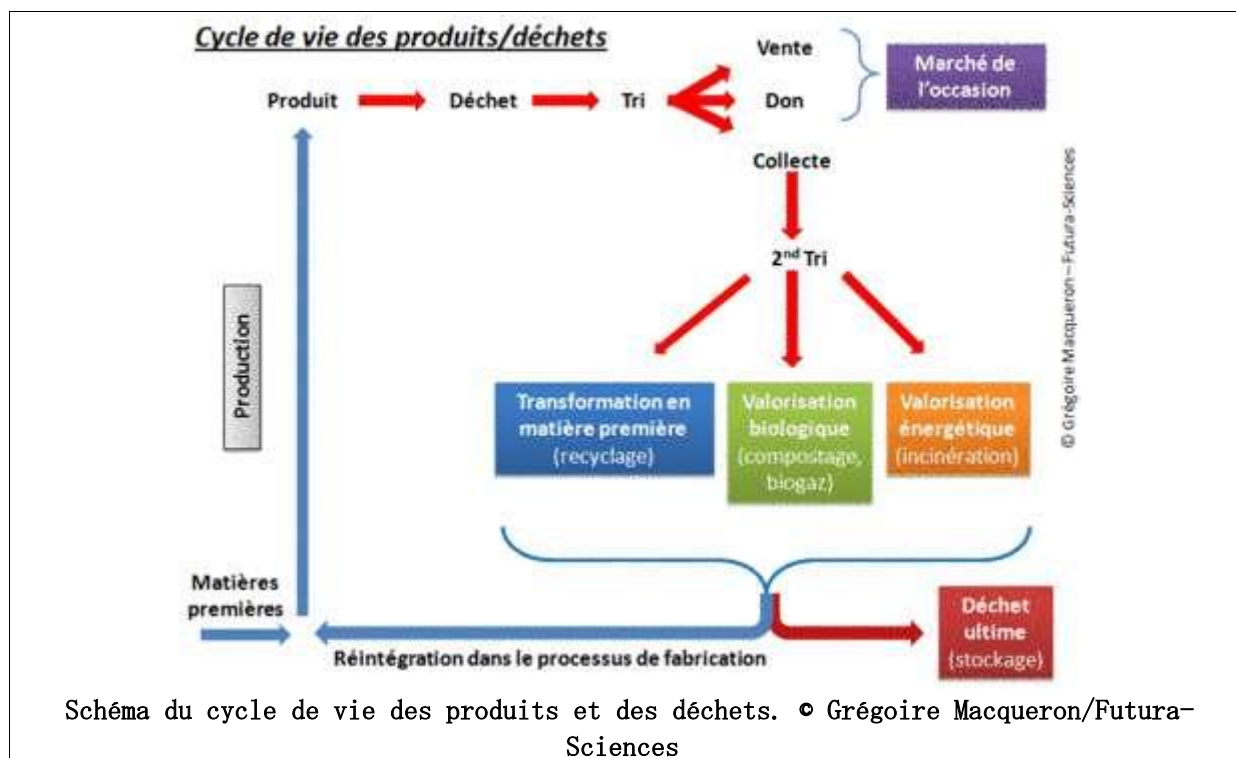 Cycle de vie des produits/déchets
Vente
Marché de
l'occasion
Produit
Déchet
Tri
Don
Collecte
2nd Tri
© Grégoire Macqueron – Futura-Sciences
Production
Transformation en
matière première
(recyclage)
Valorisation
biologique
(compostage,
biogaz)
Valorisation
énergétique
(incinération)
Matières
premières
Déchet
ultime
(stockage)
Réintégration dans le processus de fabrication
Schéma du cycle de vie des produits et des déchets. © Grégoire Macqueron/Futura-
Sciences